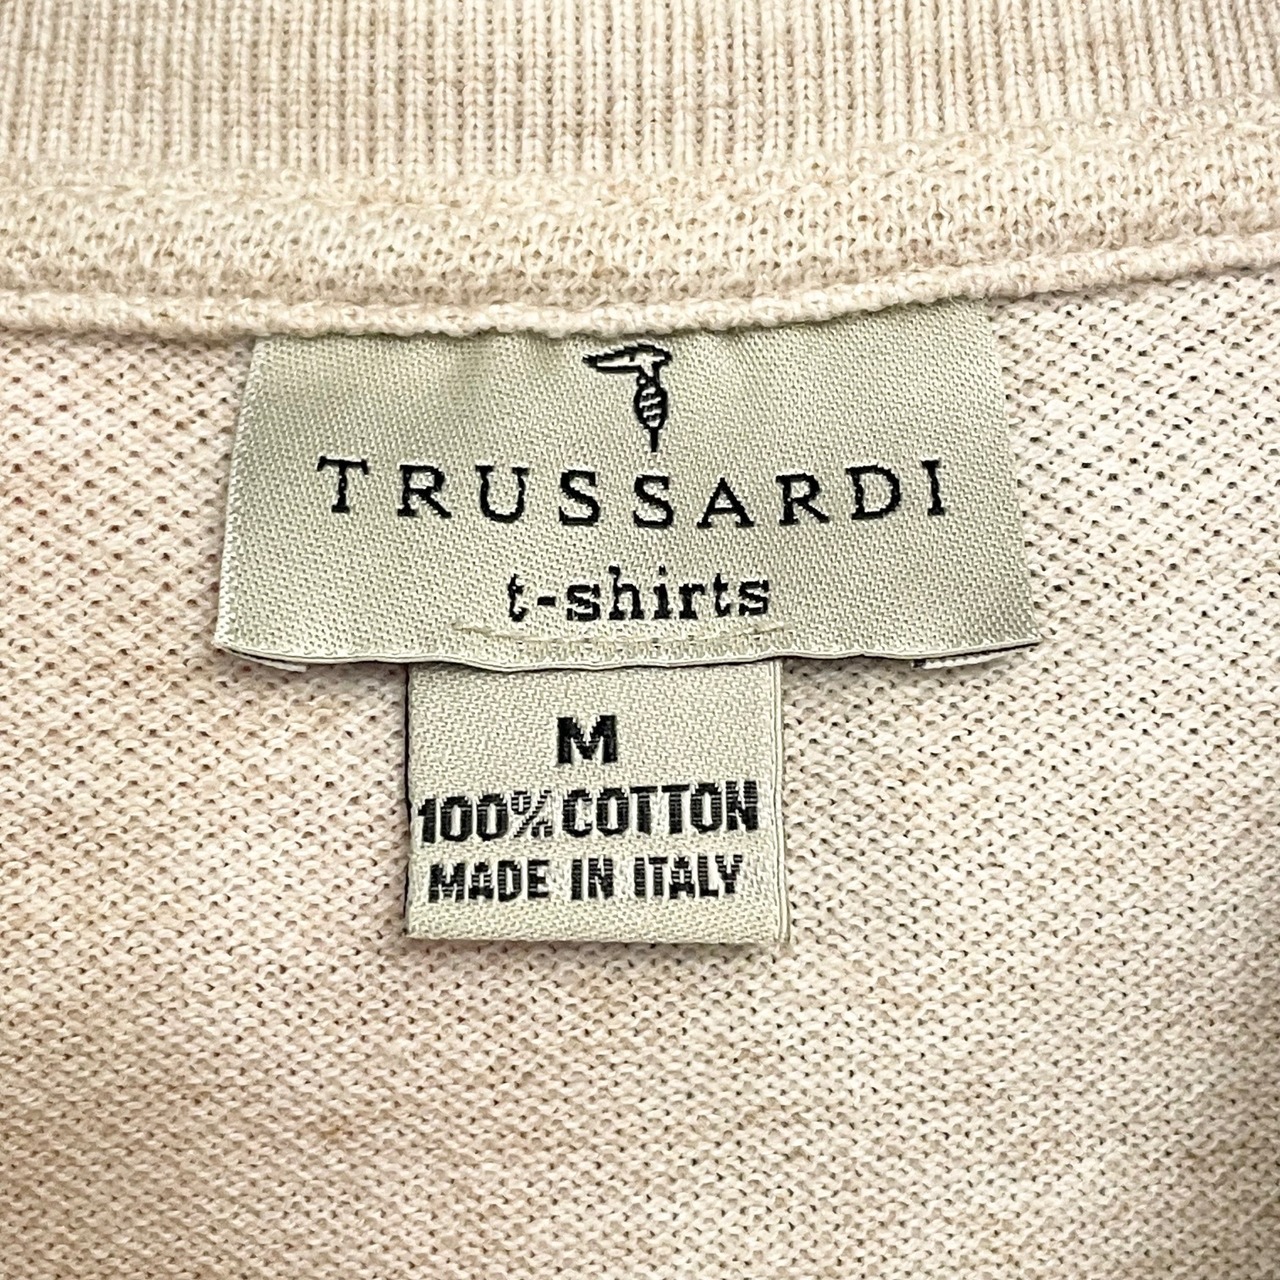 TRUSSARDI
t-shirts
M
100% COTTON
MADE IN ITALY